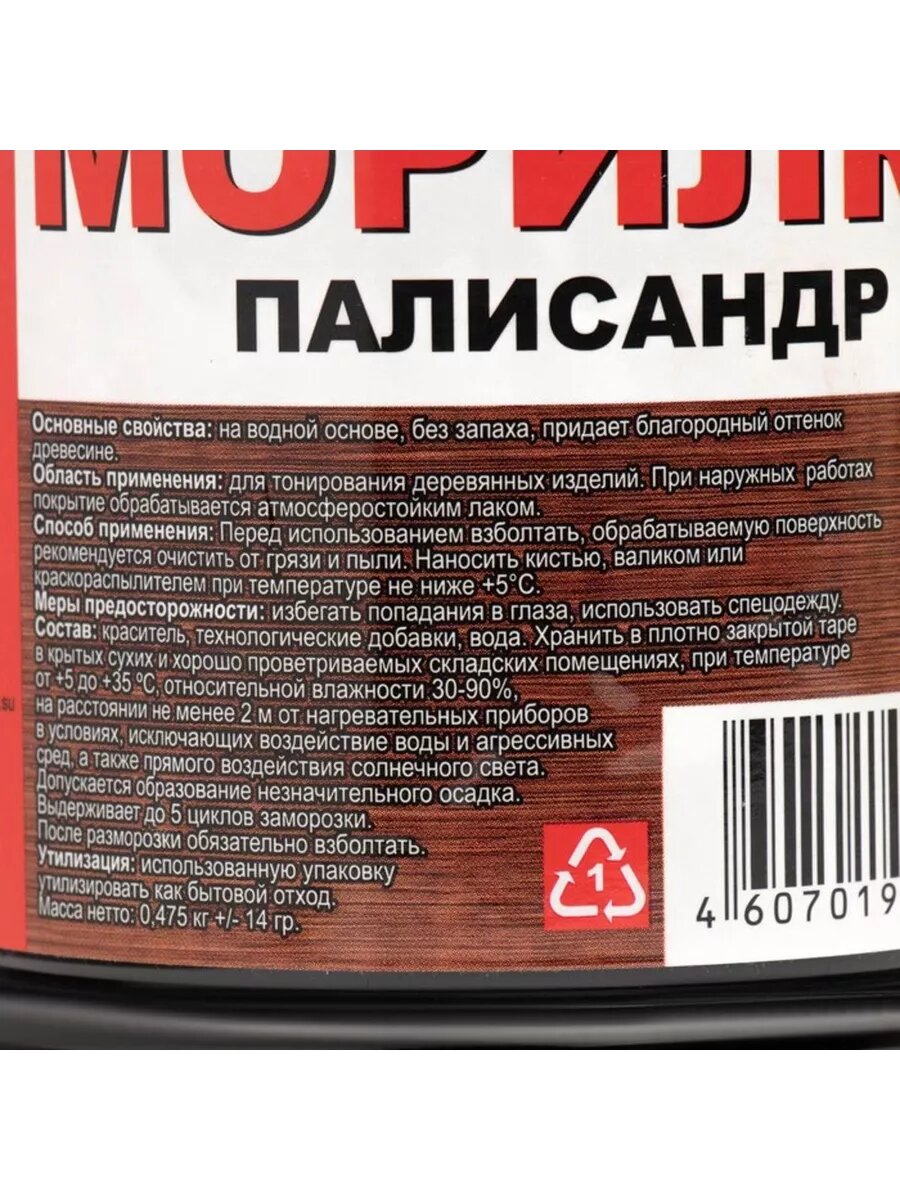 МОРИЛК
ПАЛИСАНДР
Основные свойства: на водной основе, без запаха, придает благородный оттенок
древесине.
Область применения: для тонирования деревянных изделий. При наружных работах
покрытие обрабатывается атмосферостойким лаком.
Способ применения: Перед использованием взболтать, обрабатываемую поверхность
рекомендуется очистить от грязи и пыли. Наносить кистью, валиком или
краскораспылителем при температуре не ниже +5°С.
Меры предосторожности: избегать попадания в глаза, использовать спецодежду.
Состав: краситель, технологические добавки, вода. Хранить в плотно закрытой таре
в крытых сухих и хорошо проветриваемых складских помещениях, при температуре
от +5 до +35 °С, относительной влажности 30-90%,
на расстоянии не менее 2 м от нагревательных приборов
в условиях, исключающих воздействие воды и агрессивных
сред, а также прямого воздействия солнечного света.
Допускается образование незначительного осадка.
Выдерживает до 5 циклов заморозки.
После разморозки обязательно взболтать.
Утилизация: использованную упаковку
утилизировать как бытовой отход.
Масса нетто: 0,475 кг +/- 14 гр.
.su
1
4 607019